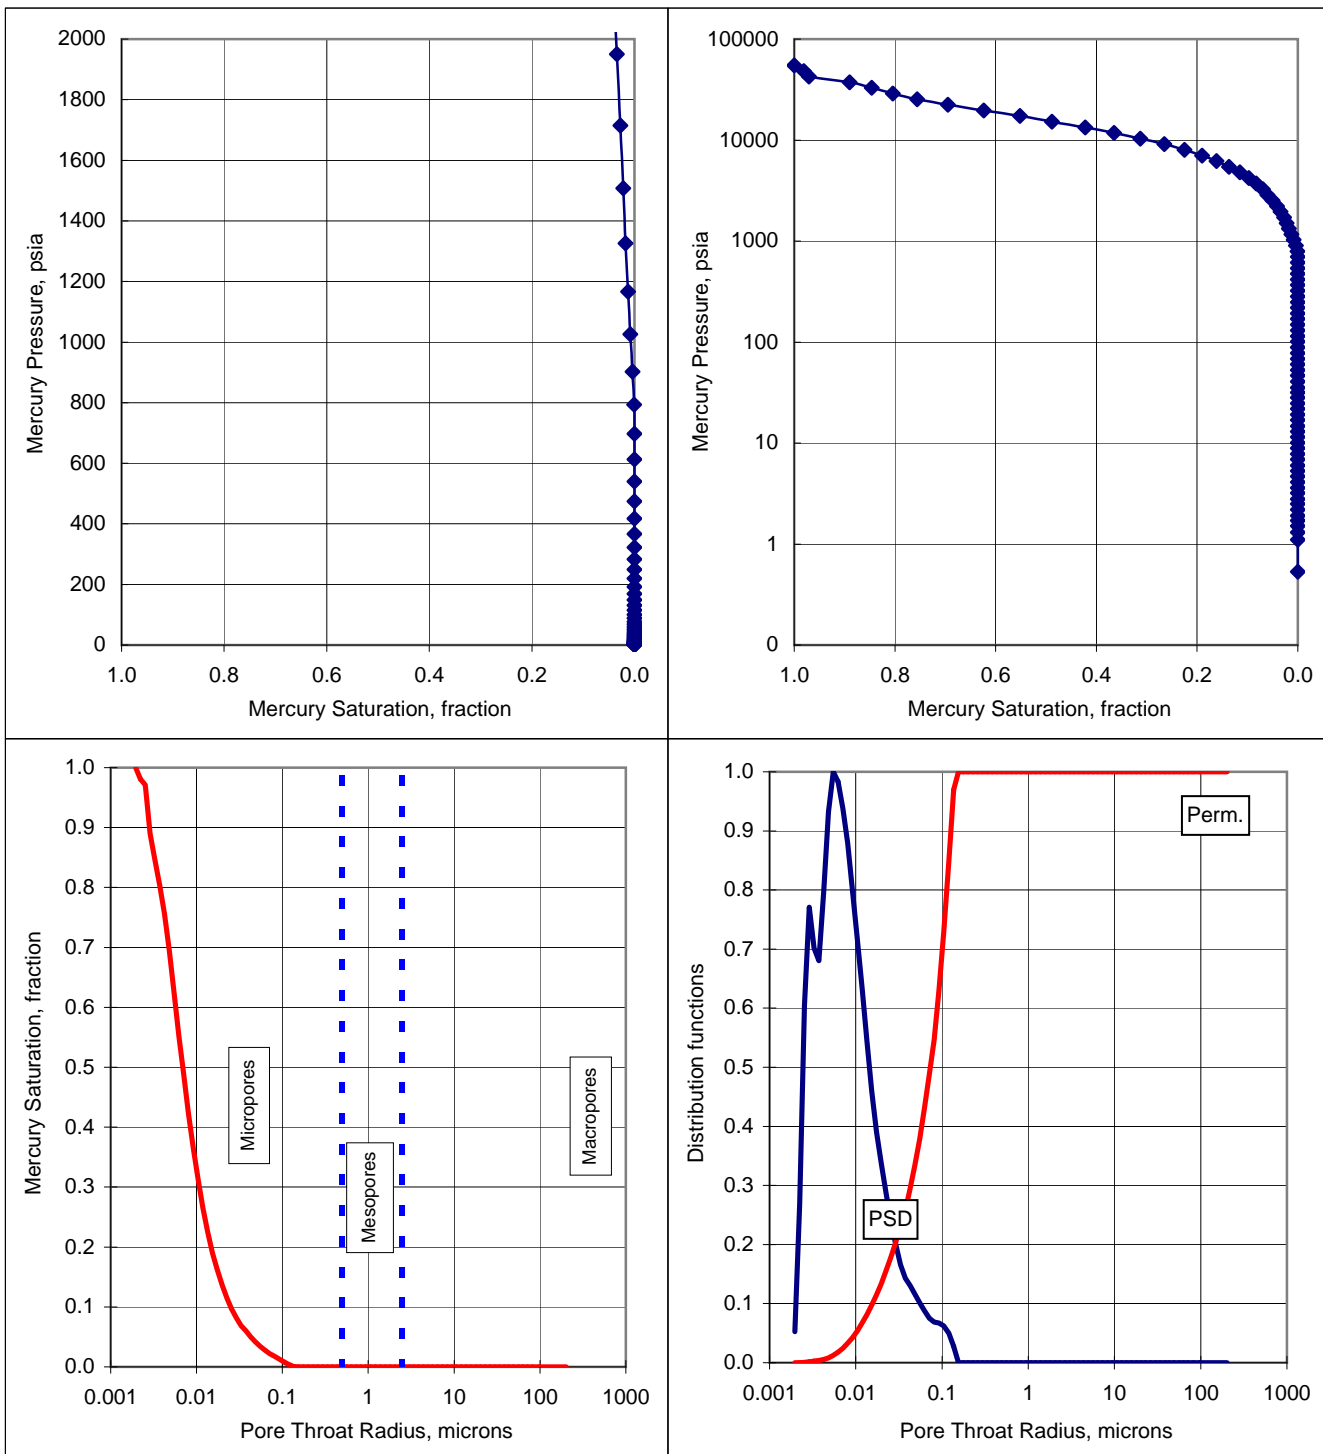 2000
1800
1600
1400
1200
1000
800
600
400
200
0
Mercury Pressure, psia
1.0 0.8 0.6 0.4 0.2 0.0
Mercury Saturation, fraction
100000
10000
1000
100
10
1
0
Mercury Pressure, psia
1.0 0.8 0.6 0.4 0.2 0.0
Mercury Saturation, fraction
1.0
0.9
0.8
0.7
0.6
0.5
0.4
0.3
0.2
0.1
0.0
Mercury Saturation, fraction
Micropores
Mesopores
Macropores
0.001 0.01 0.1 1 10 100 1000
Pore Throat Radius, microns
1.0
0.9
0.8
0.7
0.6
0.5
0.4
0.3
0.2
0.1
0.0
Distribution functions
Perm.
PSD
0.001 0.01 0.1 1 10 100 1000
Pore Throat Radius, microns